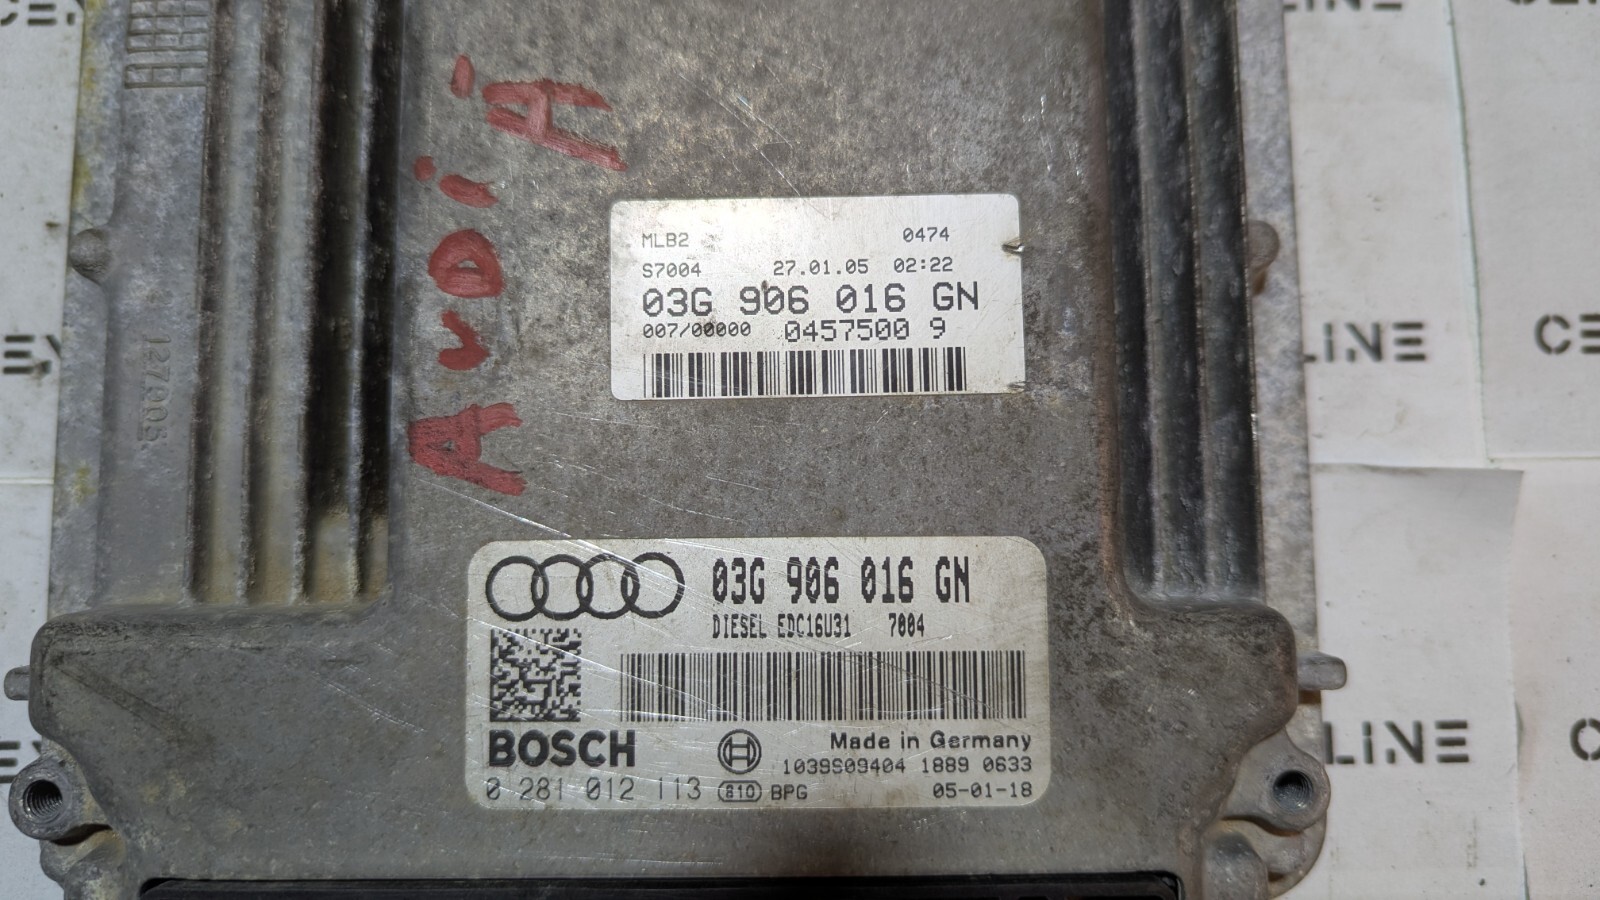 AUDI A
MLB2 0474
S7004 27.01.05 02:22
03G 906 016 GN
007/00000 0457500 9
03G 906 016 GN
DIESEL EDC16U31 7004
BOSCH
Made in Germany
1039S09404 1889 0633
0 281 012 113 810 BPG 05-01-18
LiNE
CE
LiNE